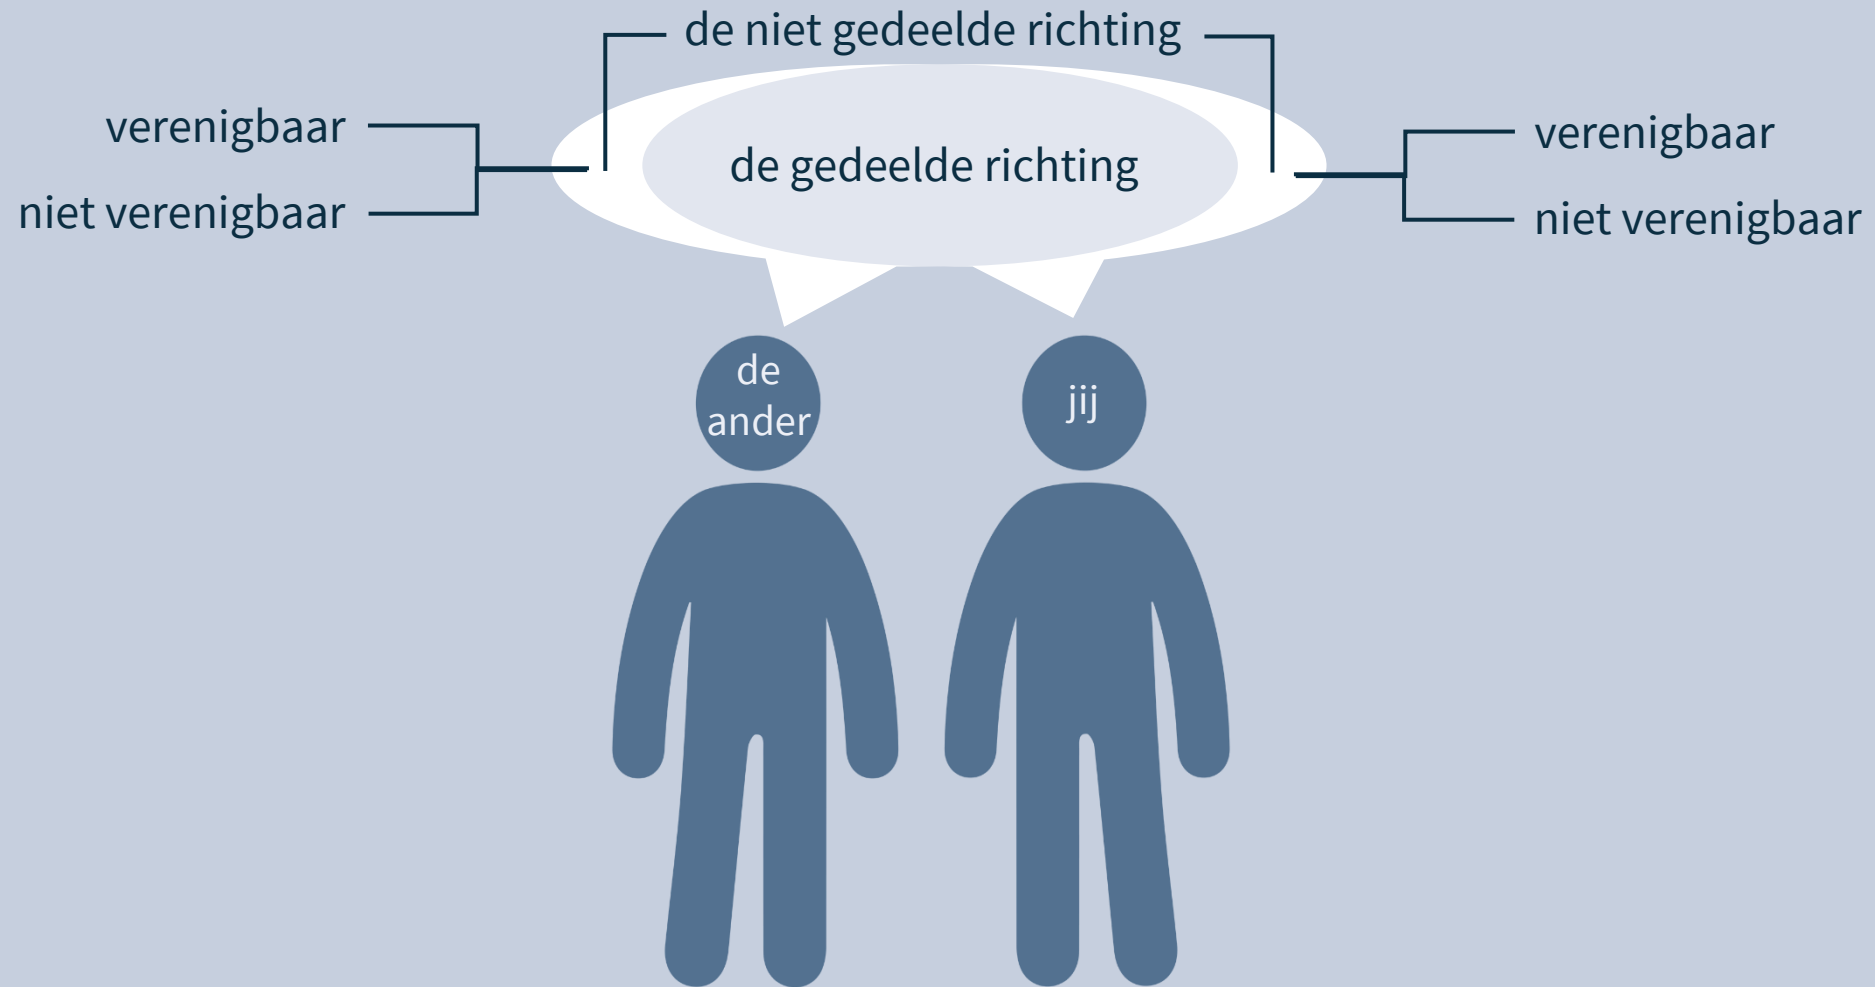 de niet gedeelde richting
verenigbaar
niet verenigbaar
de gedeelde richting
verenigbaar
niet verenigbaar
de
ander
jij